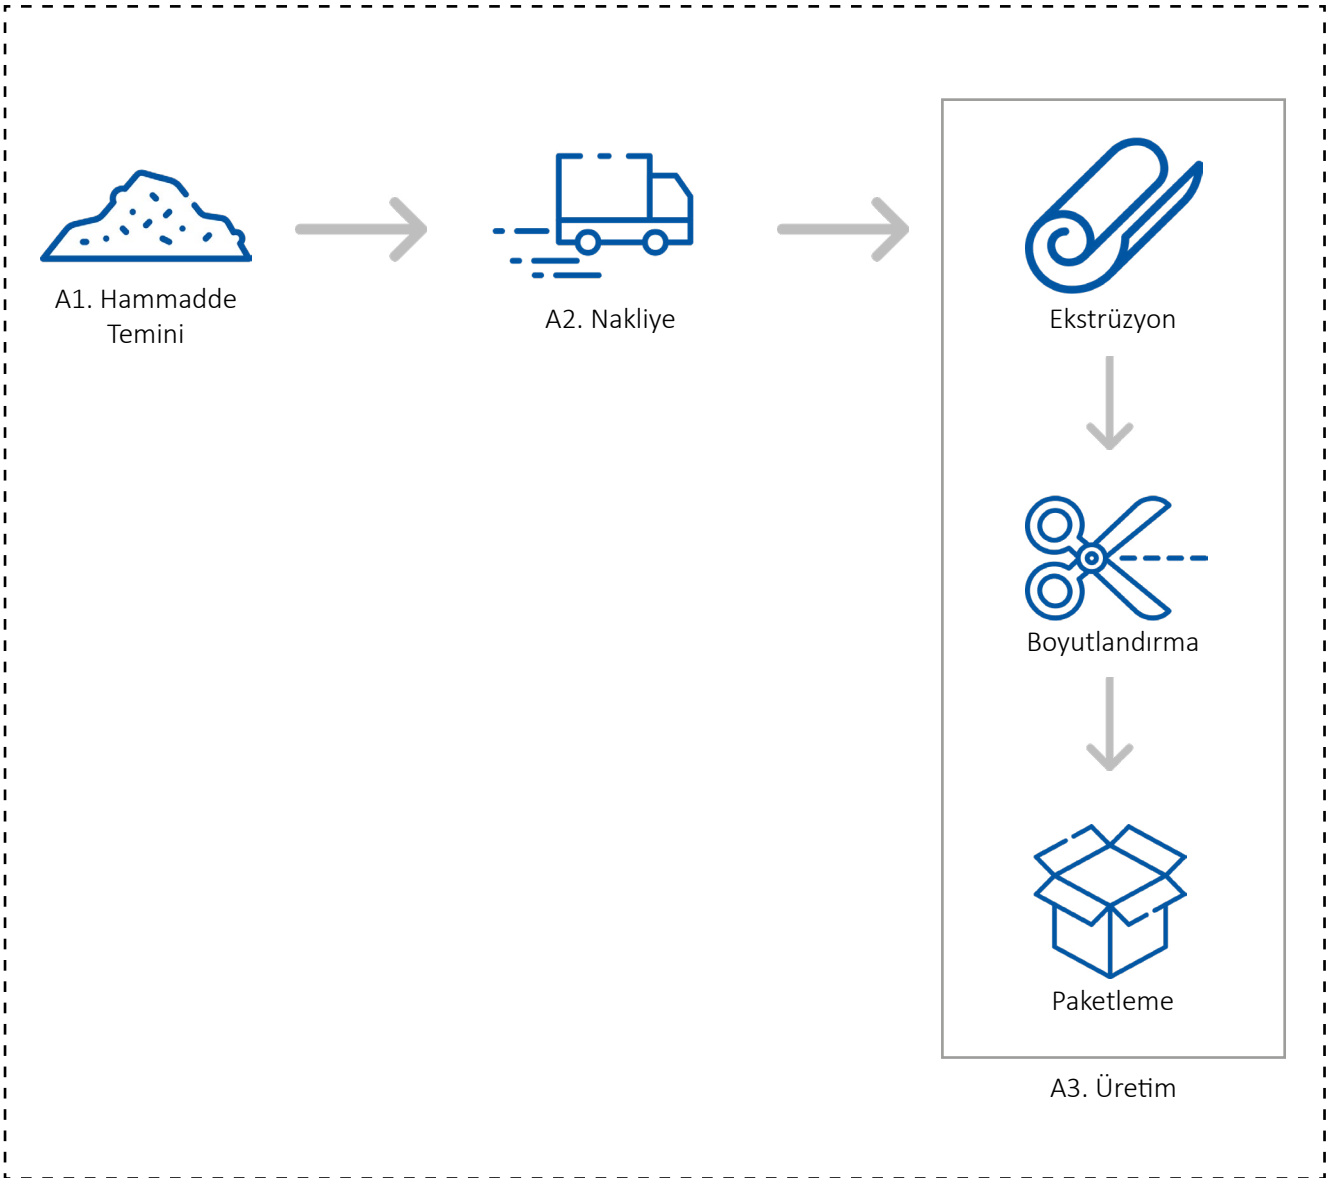 A1. Hammadde
Temini
A2. Nakliye
Ekstrüzyon
Boyutlandırma
Paketleme
A3. Üretim